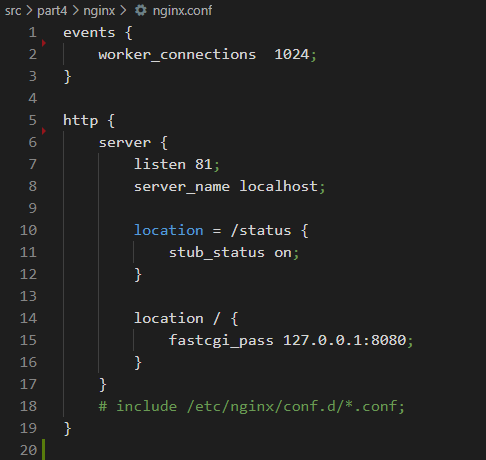 src > part4 > nginx > nginx.conf
1 events {
2     worker_connections  1024;
3 }
4
5 http {
6     server {
7         listen 81;
8         server_name localhost;
9
10         location = /status {
11             stub_status on;
12         }
13
14         location / {
15             fastcgi_pass 127.0.0.1:8080;
16         }
17     }
18     # include /etc/nginx/conf.d/*.conf;
19 }
20